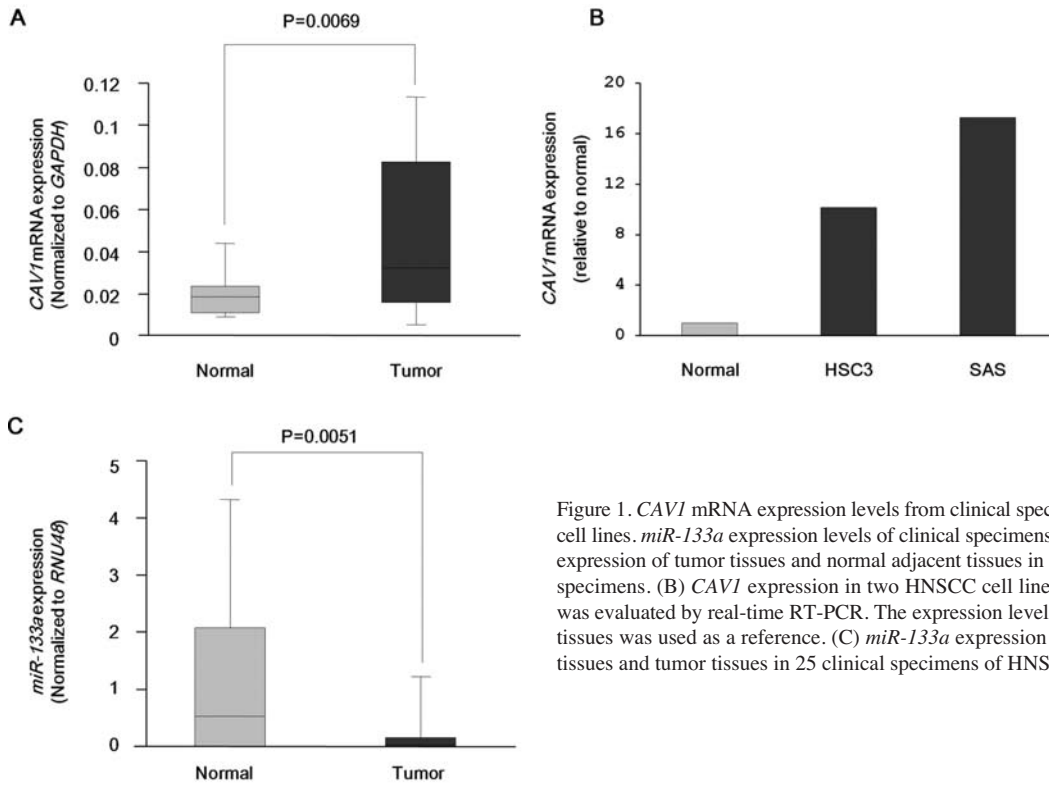 A
P=0.0069
CAV1 mRNA expression
(Normalized to GAPDH)
0.12
0.1
0.08
0.06
0.04
0.02
0
Normal
Tumor
B
CAV1 mRNA expression
(relative to normal)
20
16
12
8
4
0
Normal
HSC3
SAS
C
P=0.0051
miR-133a expression
(Normalized to RNU48)
5
4
3
2
1
0
Normal
Tumor
Figure 1. CAV1 mRNA expression levels from clinical spec
cell lines. miR-133a expression levels of clinical specimens
expression of tumor tissues and normal adjacent tissues in
specimens. (B) CAV1 expression in two HNSCC cell line
was evaluated by real-time RT-PCR. The expression level
tissues was used as a reference. (C) miR-133a expression
tissues and tumor tissues in 25 clinical specimens of HNS